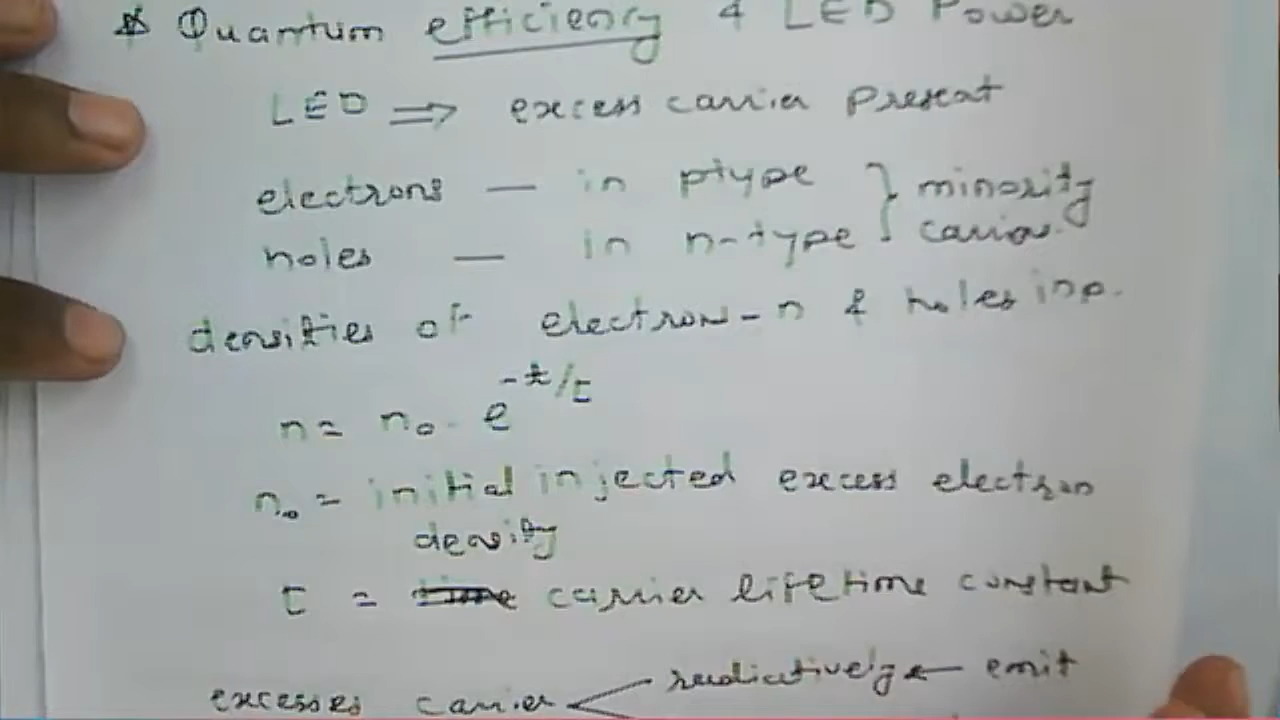 * Quantum efficiency & LED Power
LED ⇒ excess carrier Present
electrons — in ptype } minority
holes — in n-type } carrior.
densities of electron - n & holes in p.
n = n₀ . e^-t/τ
n₀ = initial injected excess electron
density
τ = carrier lifetime constant
excesses carrier < radiatively ← emit